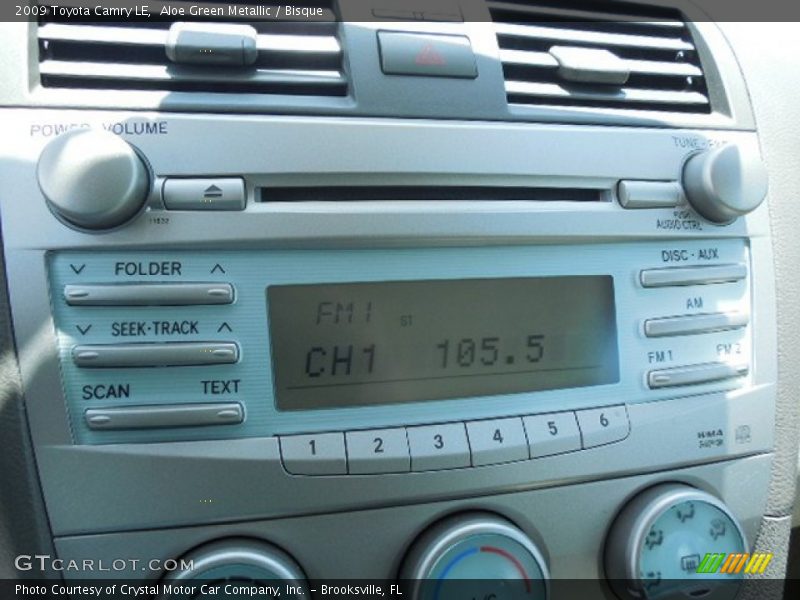 2009 Toyota Camry LE, Aloe Green Metallic / Bisque
POWER VOLUME
11832
PUSH
AUDIO CTRL
DISC·AUX
FOLDER
AM
SEEK·TRACK
FM1 ST
CH1 105.5
FM 1 FM 2
SCAN TEXT
1 2 3 4 5 6
WMA
A/C
GTCARLOT.COM
Photo Courtesy of Crystal Motor Car Company, Inc. – Brooksville, FL